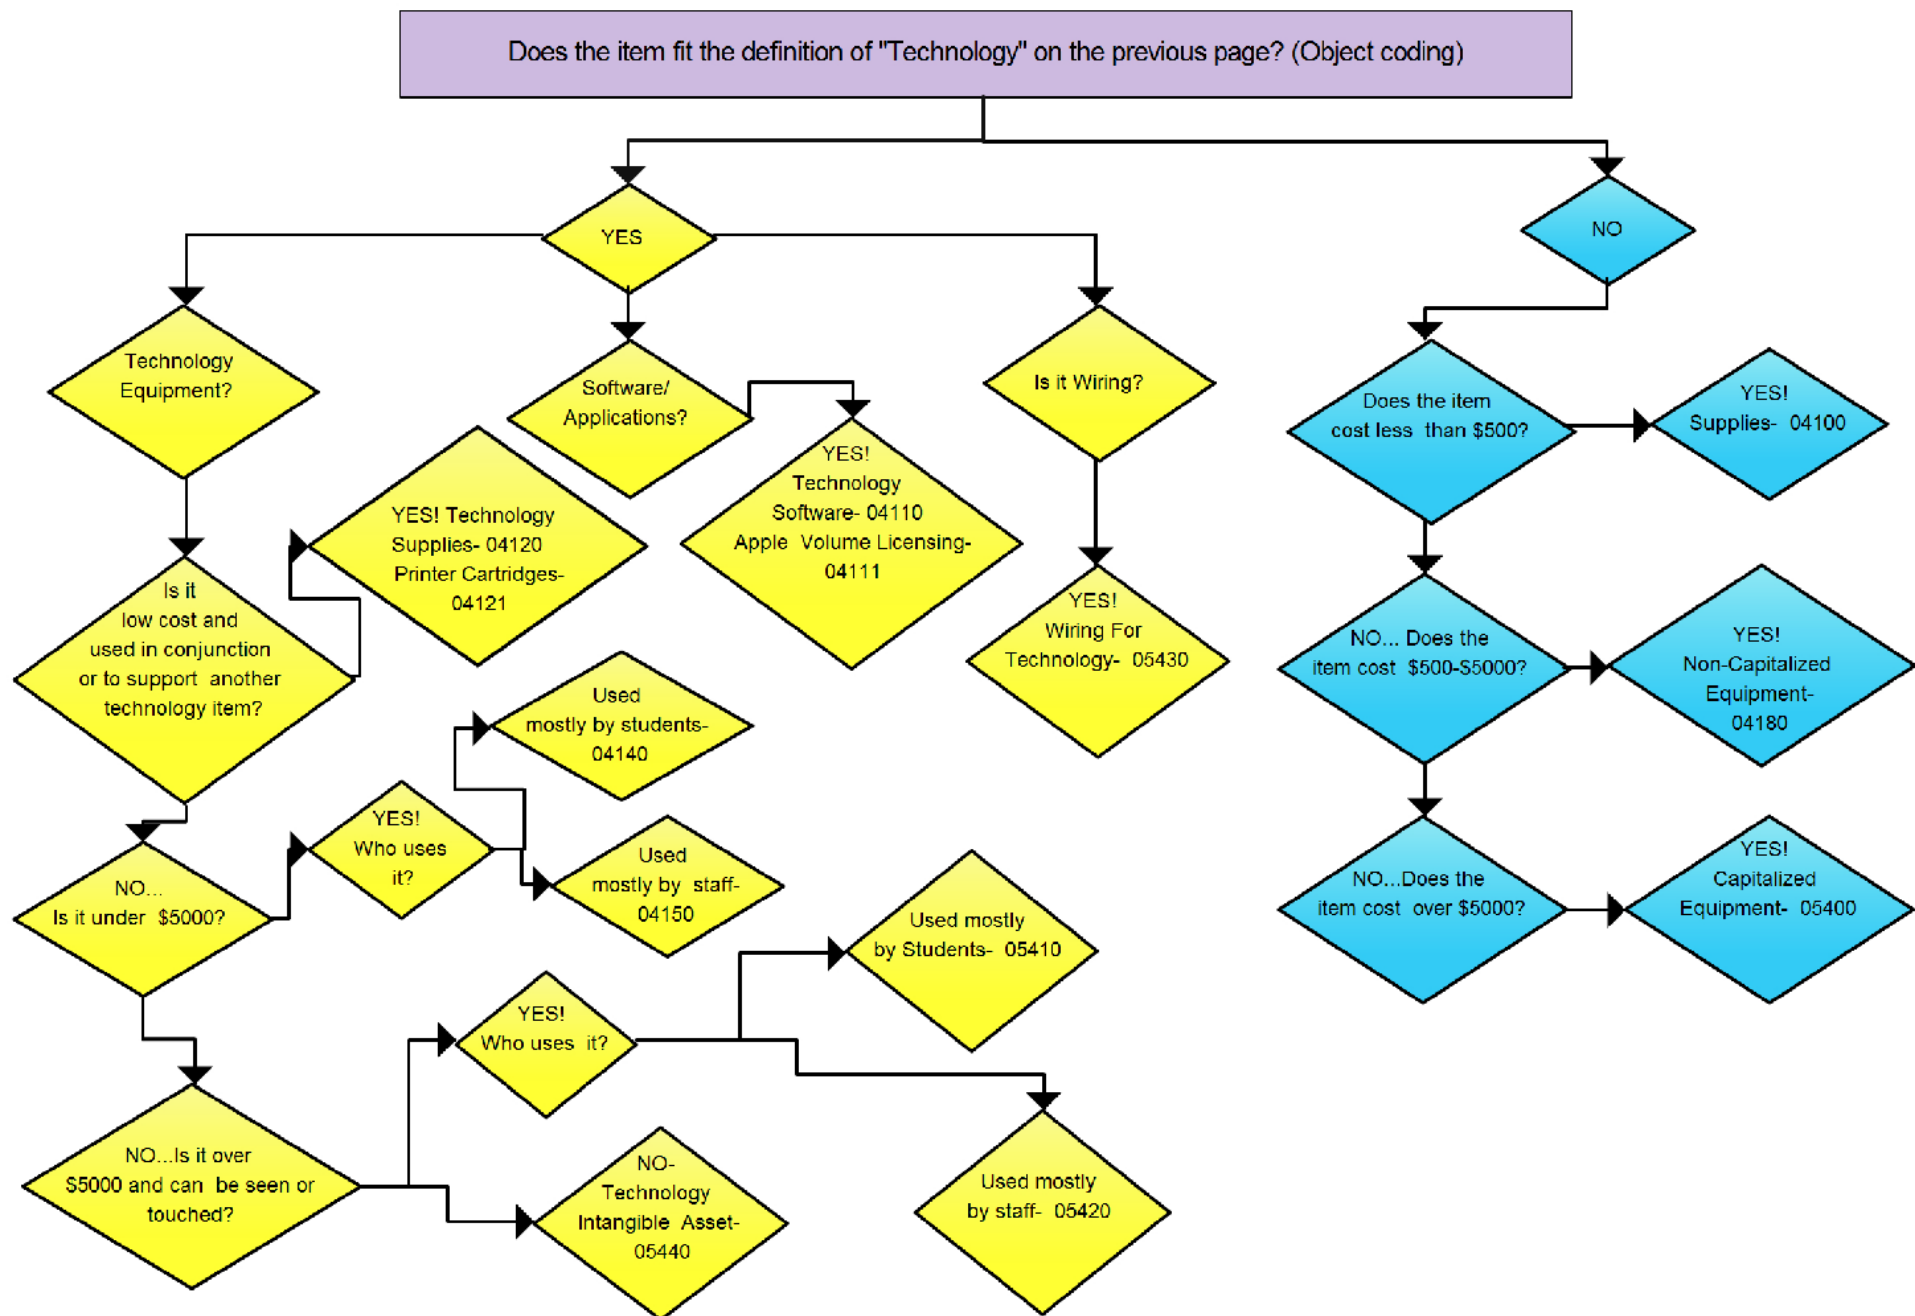 Does the item fit the definition of "Technology" on the previous page? (Object coding)
YES
NO
Technology
Equipment?
Software/
Applications?
Is it Wiring?
Does the item
cost less than $500?
YES!
Supplies- 04100
YES! Technology
Supplies- 04120
Printer Cartridges-
04121
YES!
Technology
Software- 04110
Apple Volume Licensing-
04111
Is it
low cost and
used in conjunction
or to support another
technology item?
YES!
Wiring For
Technology- 05430
NO... Does the
item cost $500-$5000?
YES!
Non-Capitalized
Equipment-
04180
Used
mostly by students-
04140
YES!
Who uses
it?
Used
mostly by staff-
04150
NO...
Is it under $5000?
NO...Does the
item cost over $5000?
YES!
Capitalized
Equipment- 05400
Used mostly
by Students- 05410
YES!
Who uses it?
NO...Is it over
$5000 and can be seen or
touched?
NO-
Technology
Intangible Asset-
05440
Used mostly
by staff- 05420